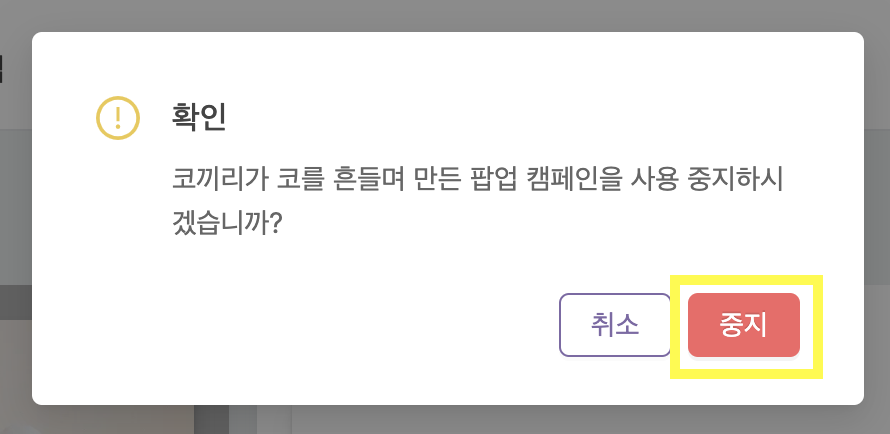 확인
코끼리가 코를 흔들며 만든 팝업 캠페인을 사용 중지하시
겠습니까?
취소
중지